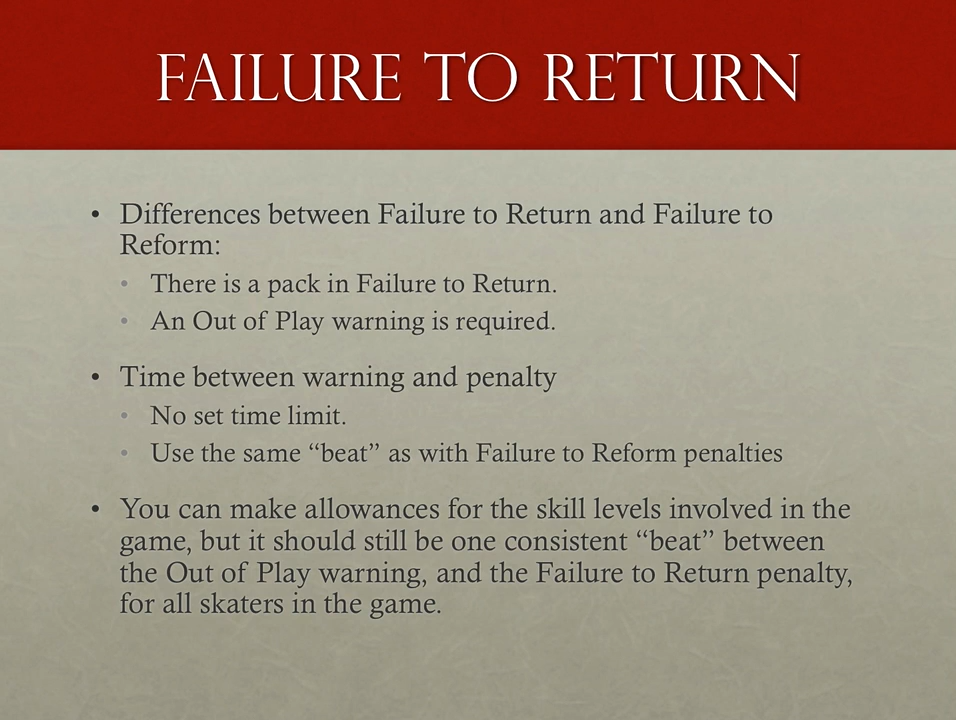 FAILURE TO RETURN
• Differences between Failure to Return and Failure to
Reform:
• There is a pack in Failure to Return.
• An Out of Play warning is required.
• Time between warning and penalty
• No set time limit.
• Use the same “beat” as with Failure to Reform penalties
• You can make allowances for the skill levels involved in the
game, but it should still be one consistent “beat” between
the Out of Play warning, and the Failure to Return penalty,
for all skaters in the game.